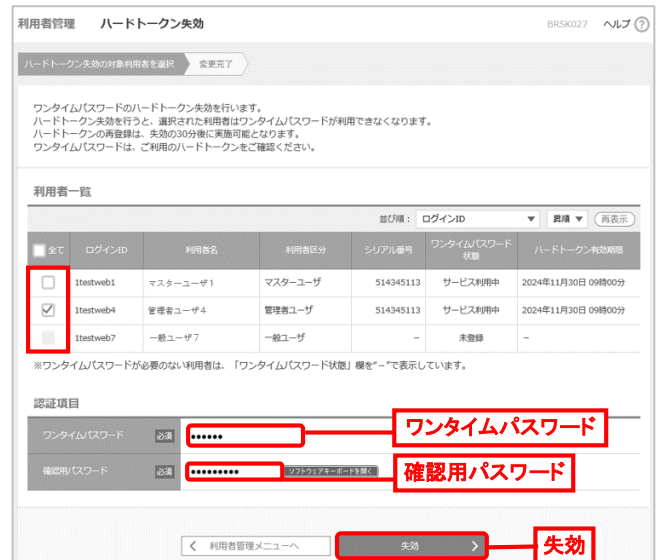 利用者管理 ハードトークン失効 BRSK027 ヘルプ ?
ハードトークン失効の対象利用者を選択 変更完了
ワンタイムパスワードのハードトークン失効を行います。
ハードトークン失効を行うと、選択された利用者はワンタイムパスワードが利用できなくなります。
ハードトークンの再登録は、失効の30分後に実施可能となります。
ワンタイムパスワードは、ご利用のハードトークンをご確認ください。
利用者一覧
並び順： ログインID ▼ 昇順 ▼ 再表示
全て ログインID 利用者名 利用者区分 シリアル番号 ワンタイムパスワード状態 ハードトークン有効期限
1testweb1 マスターユーザ1 マスターユーザ 514345113 サービス利用中 2024年11月30日 09時00分
1testweb4 管理者ユーザ4 管理者ユーザ 514345113 サービス利用中 2024年11月30日 09時00分
1testweb7 一般ユーザ7 一般ユーザ － 未登録 －
※ワンタイムパスワードが必要のない利用者は、「ワンタイムパスワード状態」欄を"－"で表示しています。
認証項目
ワンタイムパスワード 必須 •••••• ワンタイムパスワード
確認用パスワード 必須 ••••••••• ソフトウェアキーボードを開く 確認用パスワード
利用者管理メニューへ 失効 失効